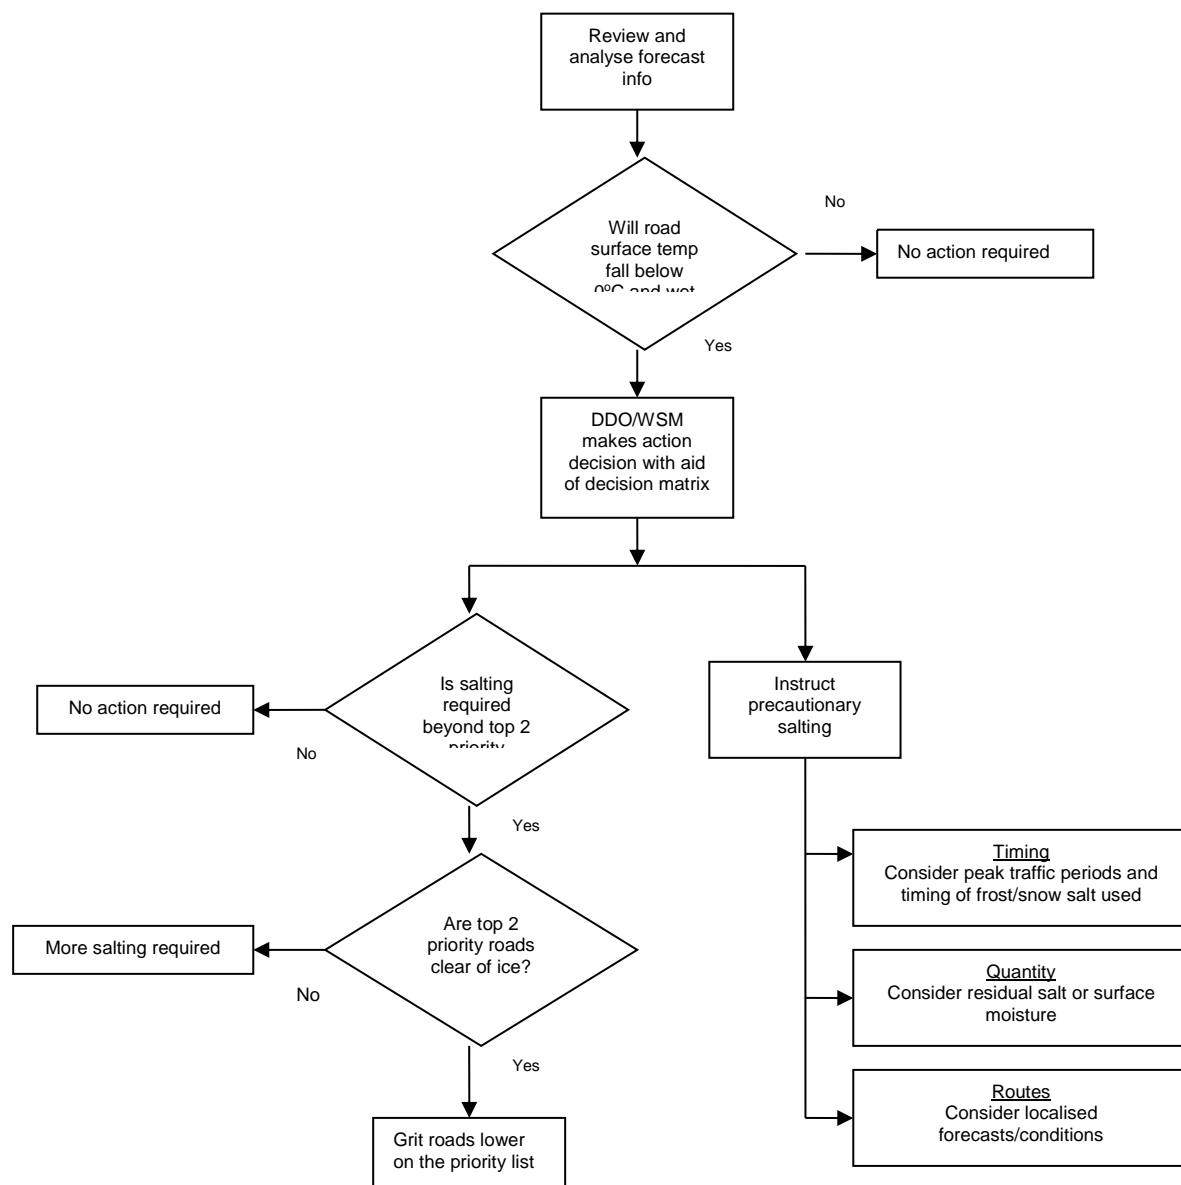 Review and
analyse forecast
info
Will road
surface temp
fall below
0ºC and wet
No
No action required
Yes
DDO/WSM
makes action
decision with aid
of decision matrix
Is salting
required
beyond top 2
priority
No action required
No
Instruct
precautionary
salting
Yes
Timing
Consider peak traffic periods and
timing of frost/snow salt used
Are top 2
priority roads
clear of ice?
More salting required
No
Quantity
Consider residual salt or surface
moisture
Yes
Routes
Consider localised
forecasts/conditions
Grit roads lower
on the priority list